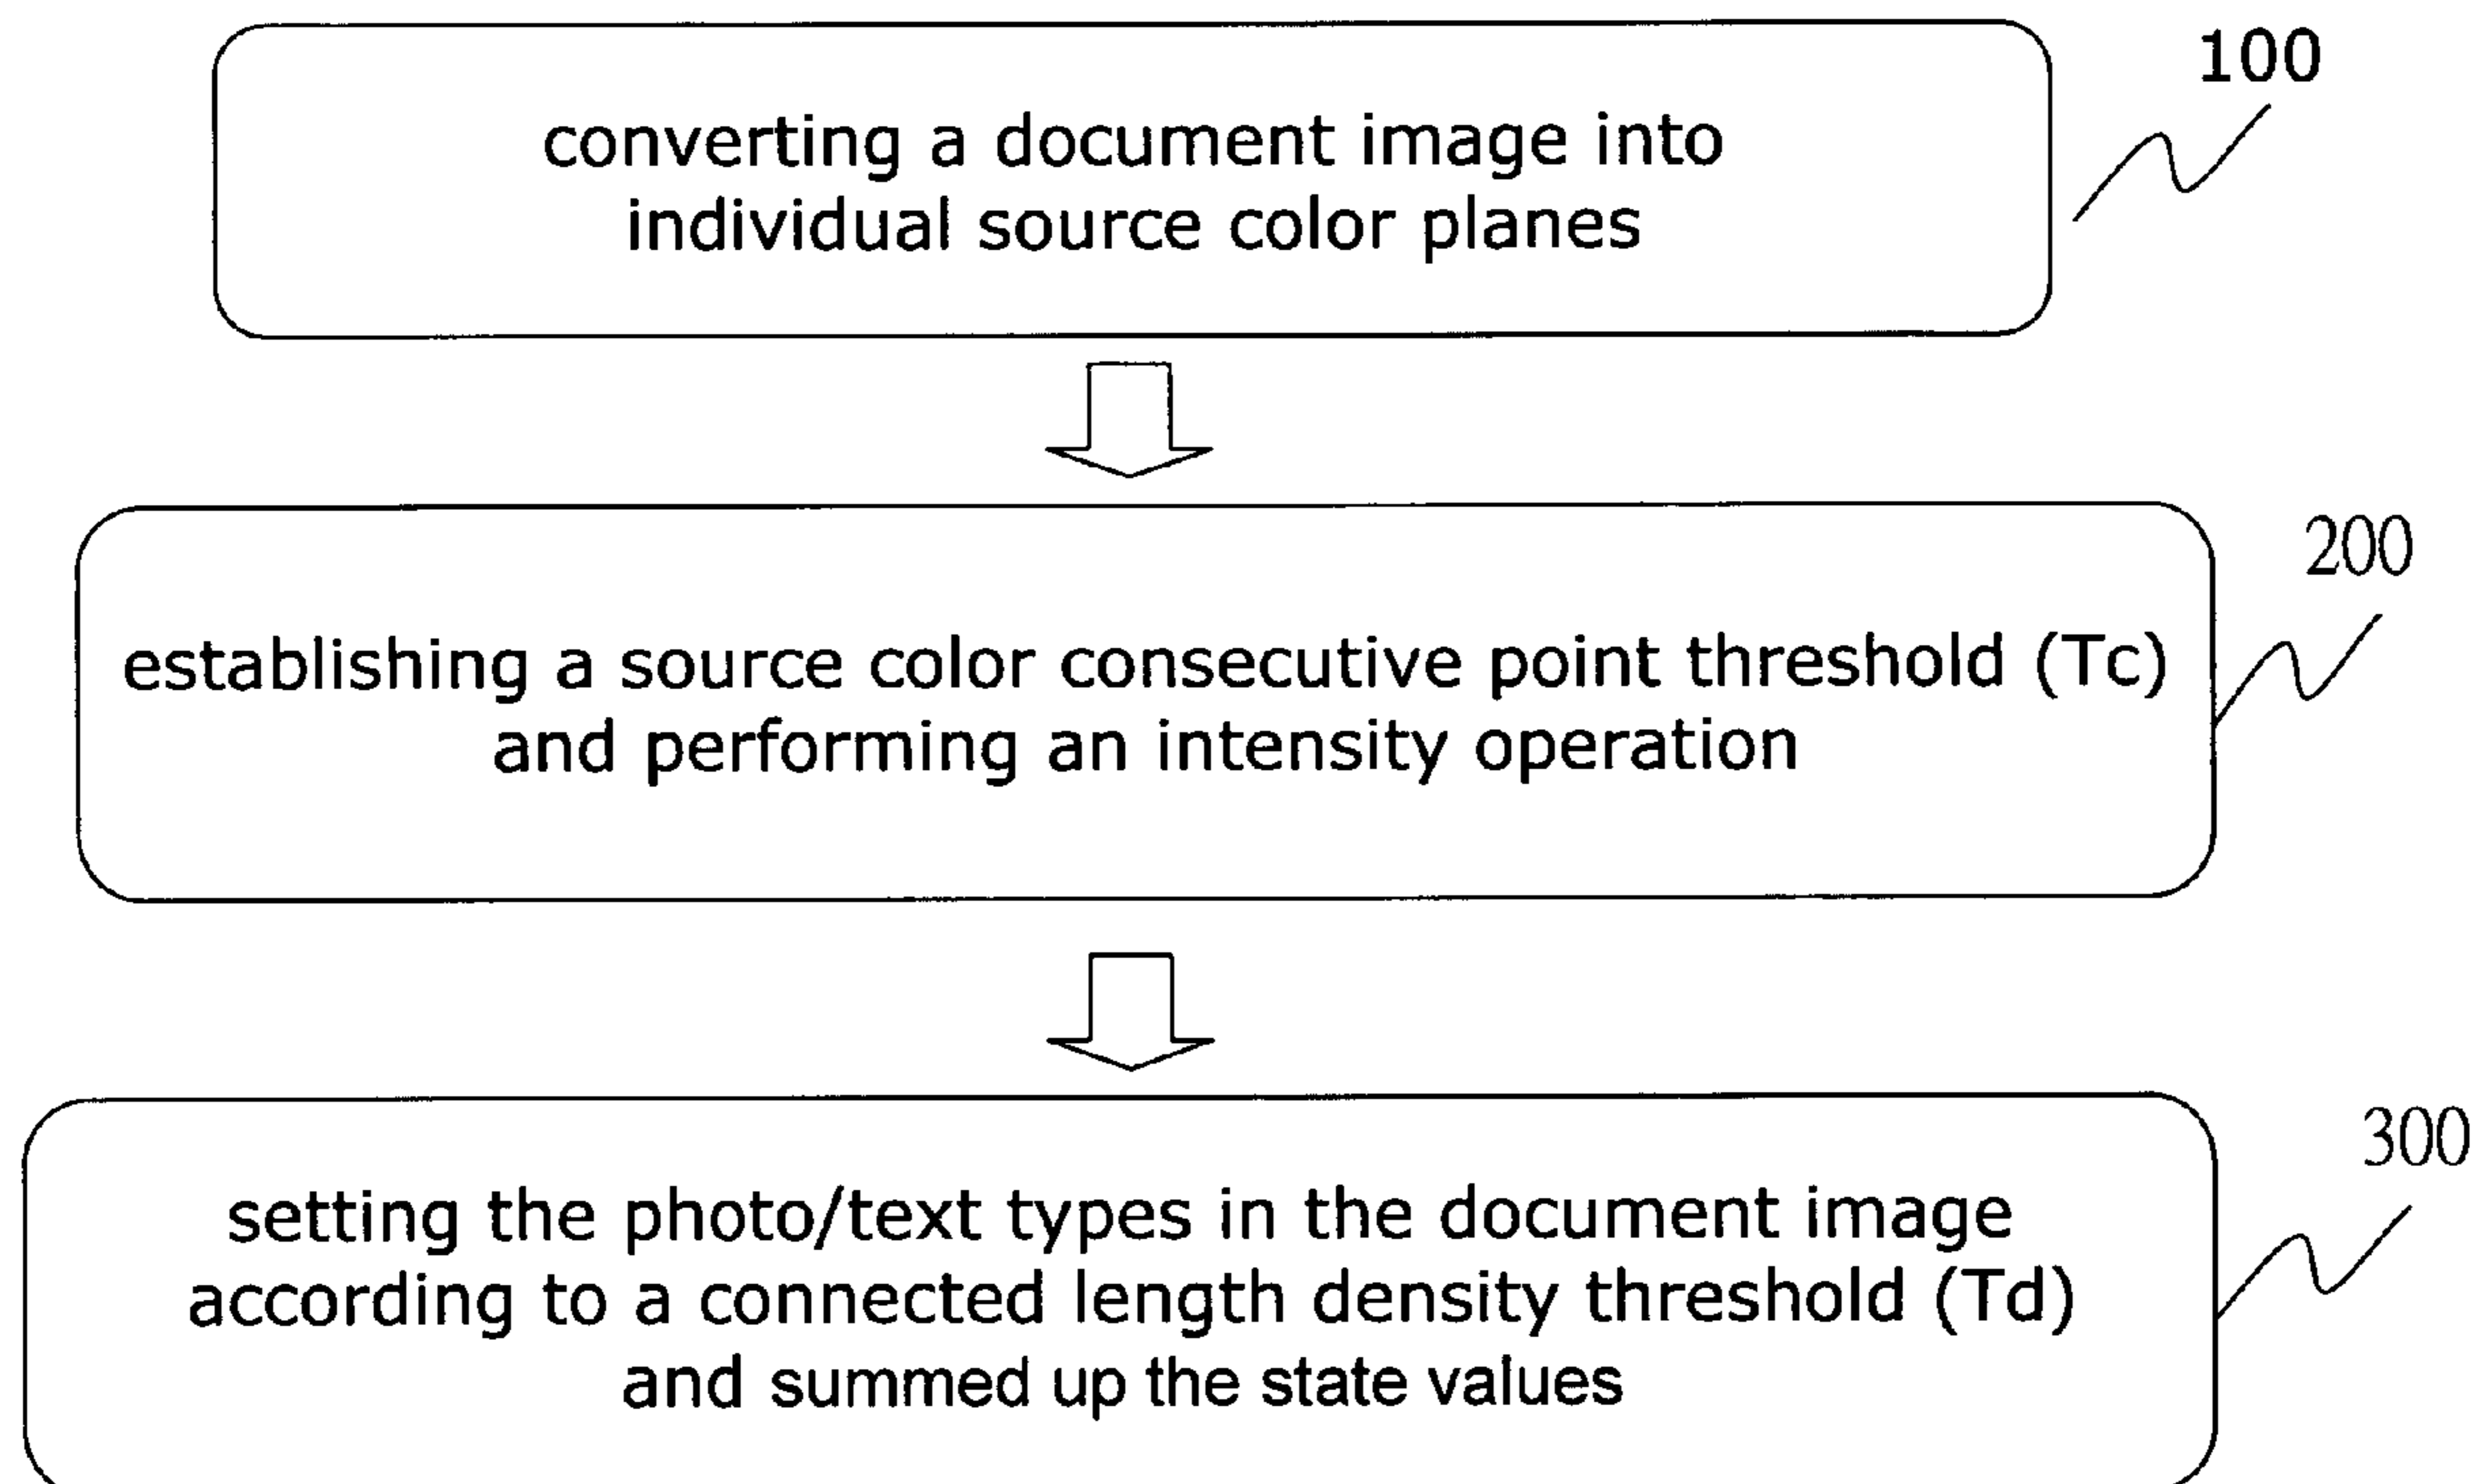 100
converting a document image into
individual source color planes
200
establishing a source color consecutive point threshold (Tc)
and performing an intensity operation
300
setting the photo/text types in the document image
according to a connected length density threshold (Td)
and summed up the state values